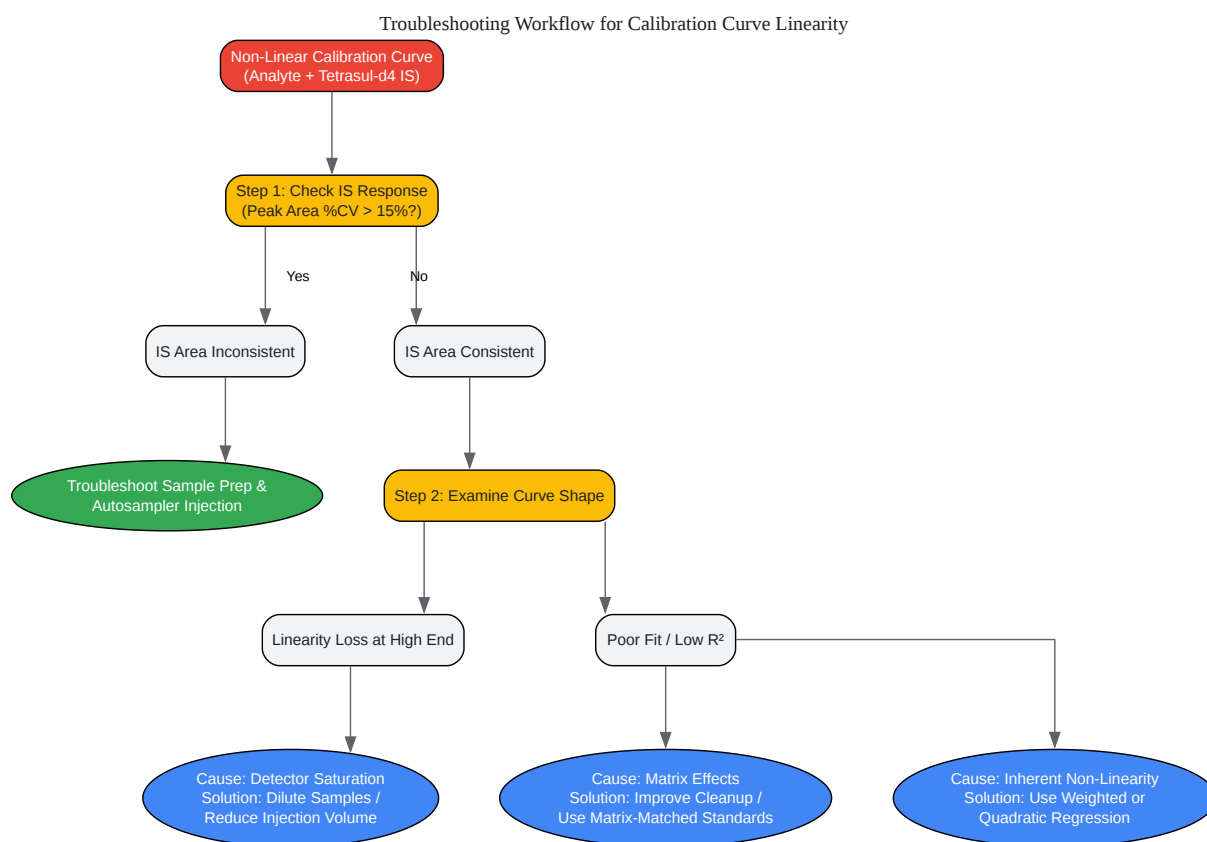 Troubleshooting Workflow for Calibration Curve Linearity
Non-Linear Calibration Curve
(Analyte + Tetrasul-d4 IS)
Step 1: Check IS Response
(Peak Area %CV > 15%?)
Yes
No
IS Area Inconsistent
IS Area Consistent
Troubleshoot Sample Prep &
Autosampler Injection
Step 2: Examine Curve Shape
Linearity Loss at High End
Poor Fit / Low R²
Cause: Detector Saturation
Solution: Dilute Samples /
Reduce Injection Volume
Cause: Matrix Effects
Solution: Improve Cleanup /
Use Matrix-Matched Standards
Cause: Inherent Non-Linearity
Solution: Use Weighted or
Quadratic Regression